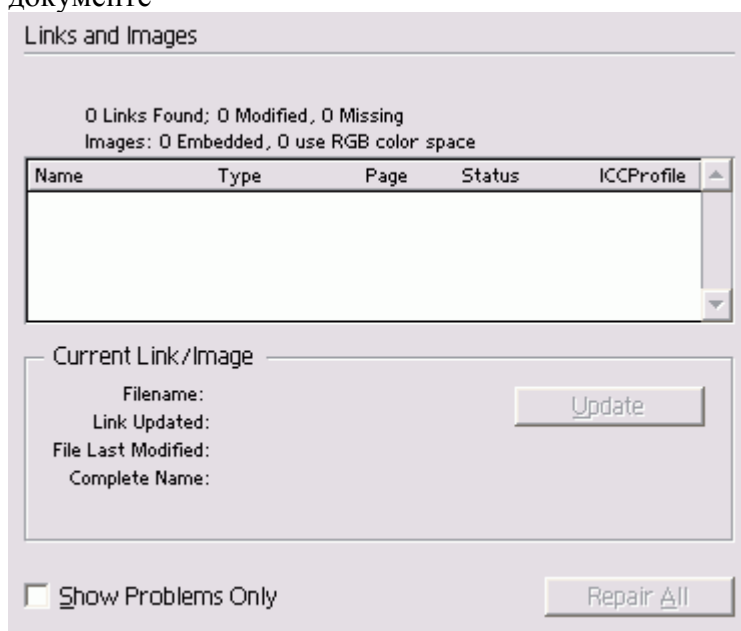 документе
Links and Images
0 Links Found; 0 Modified, 0 Missing
Images: 0 Embedded, 0 use RGB color space
Name Type Page Status ICCProfile
Current Link/Image
Filename:
Update
Link Updated:
File Last Modified:
Complete Name:
Show Problems Only
Repair All